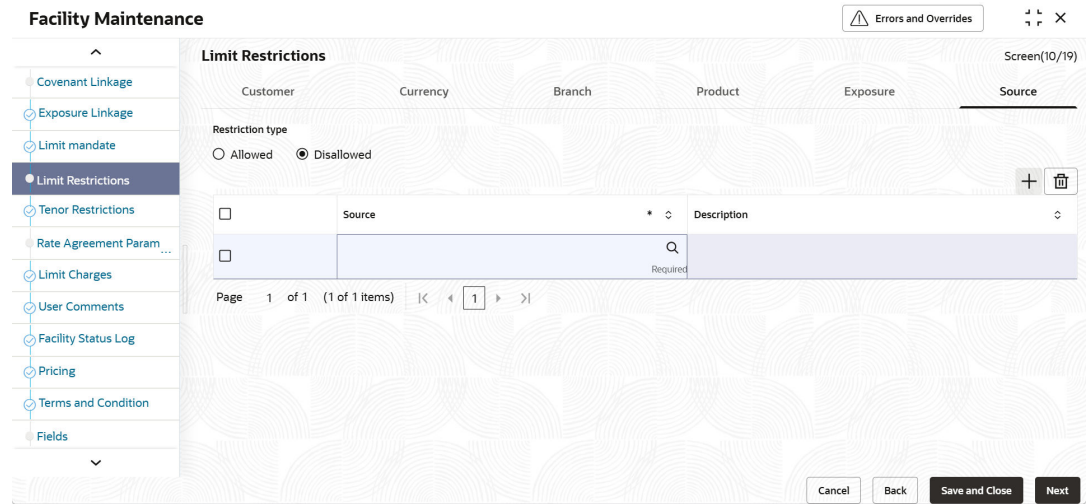 Facility Maintenance
Errors and Overrides
Covenant Linkage
Exposure Linkage
Limit mandate
Limit Restrictions
Tenor Restrictions
Rate Agreement Param
...
Limit Charges
User Comments
Facility Status Log
Pricing
Terms and Condition
Fields
Limit Restrictions
Screen(10/19)
Customer Currency Branch Product Exposure Source
Restriction type
Allowed Disallowed
Source * Description
Required
Page 1 of 1 (1 of 1 items) 1
Cancel Back Save and Close Next